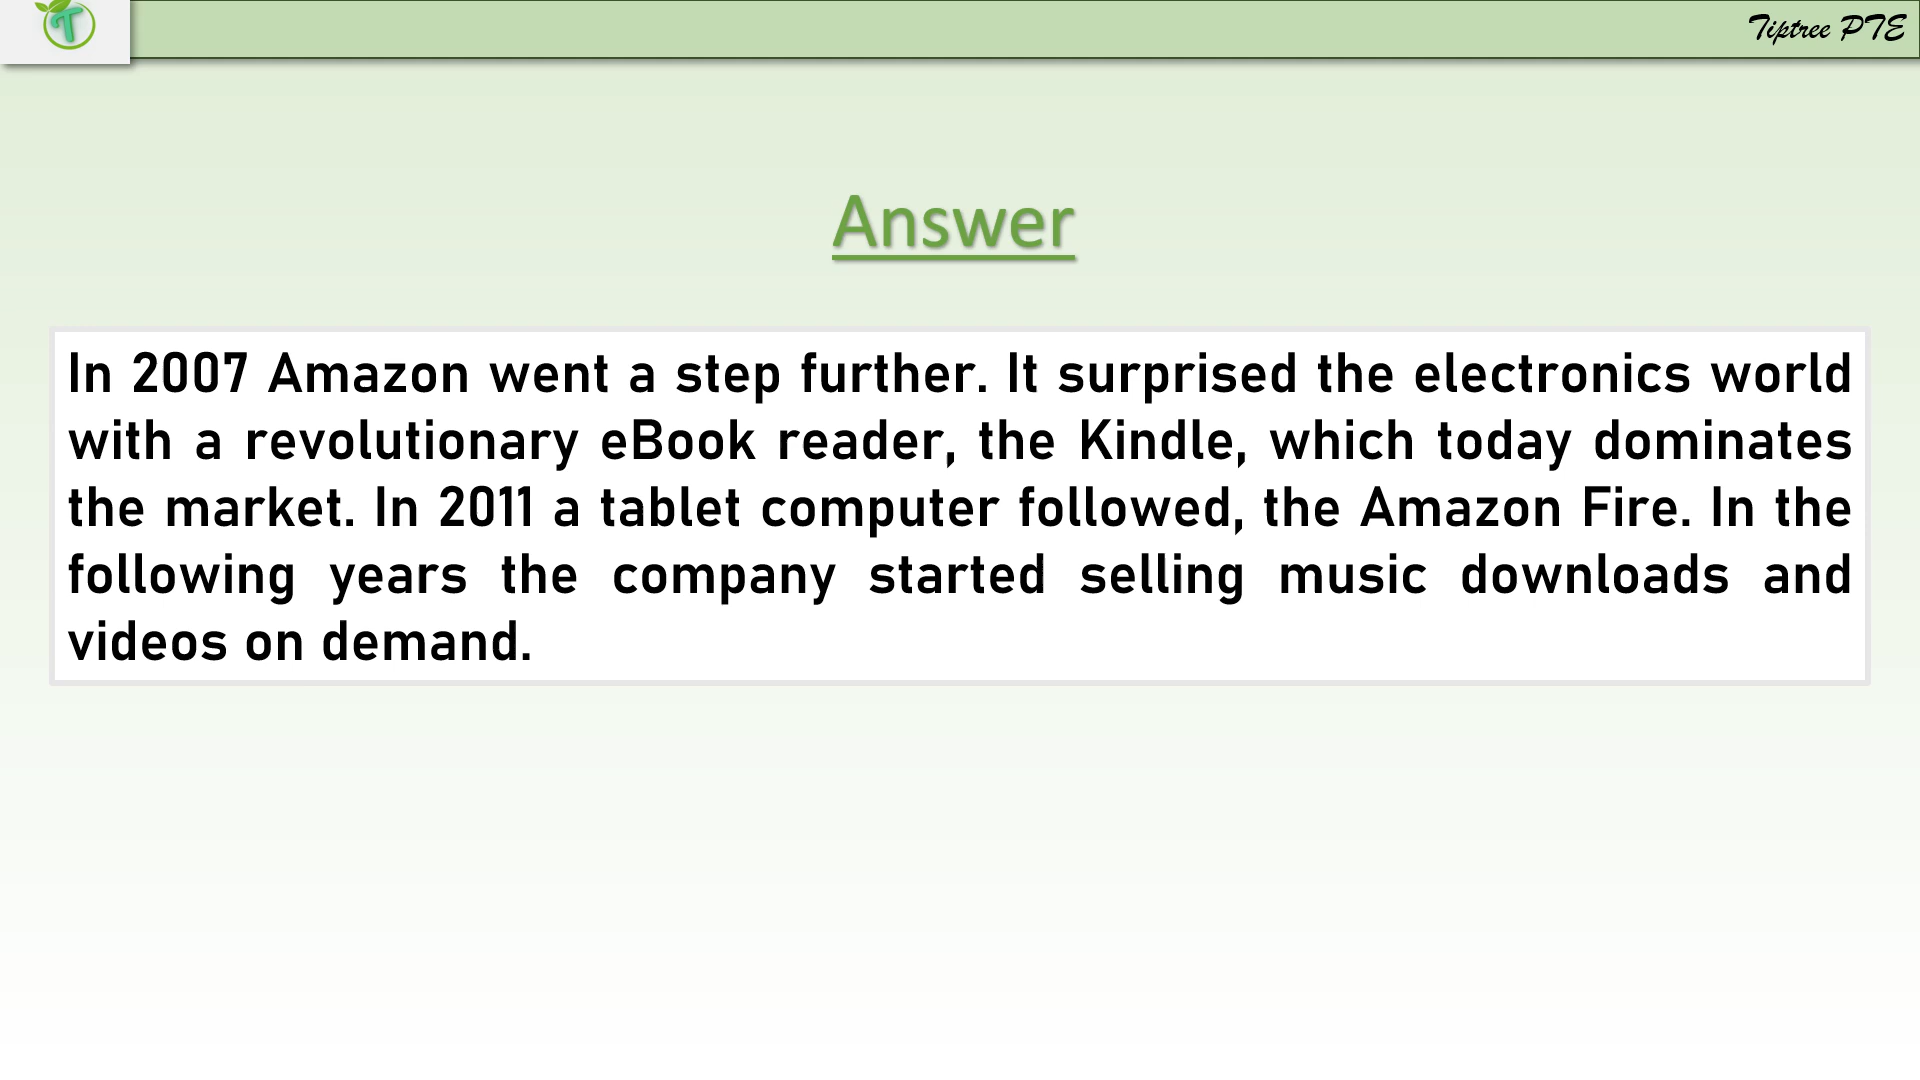 Tiptree PTE
Answer
In 2007 Amazon went a step further. It surprised the electronics world
with a revolutionary eBook reader, the Kindle, which today dominates
the market. In 2011 a tablet computer followed, the Amazon Fire. In the
following years the company started selling music downloads and
videos on demand.